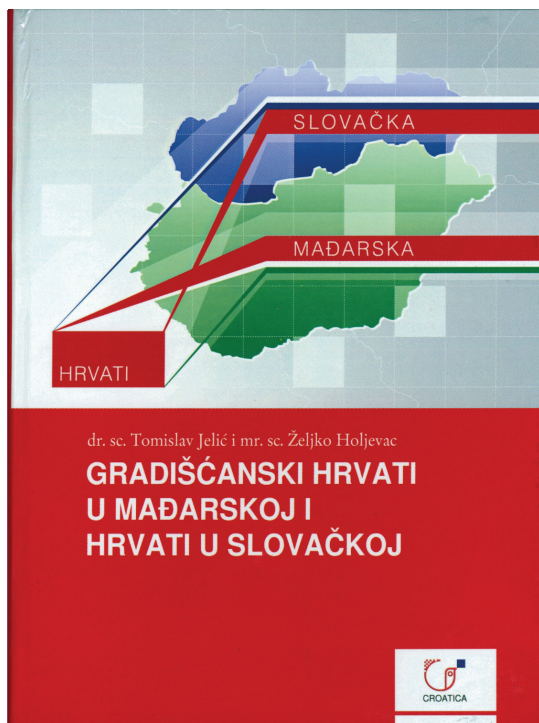 SLOVAČKA
MAĐARSKA
HRVATI
dr. sc. Tomislav Jelić i mr. sc. Željko Holjevac
GRADIŠĆANSKI HRVATI
U MAĐARSKOJ I
HRVATI U SLOVAČKOJ
CROATICA